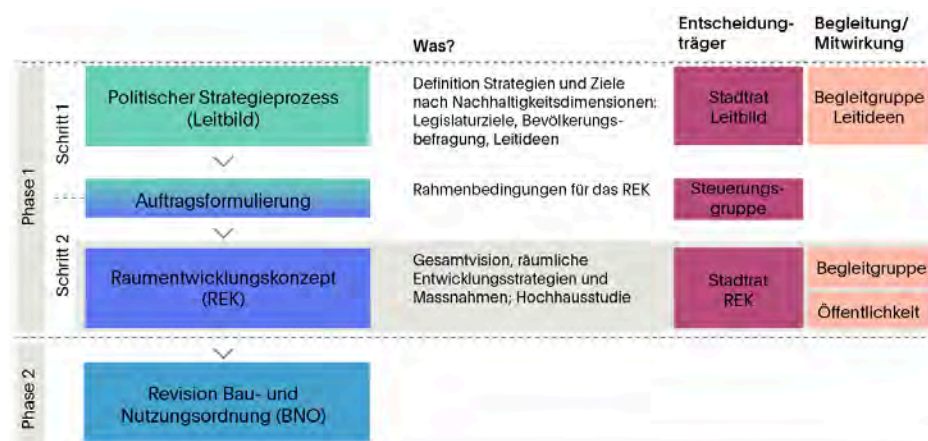 Was?
Entscheidung-
träger
Begleitung/
Mitwirkung
Phase 1
Schritt 1
Politischer Strategieprozess
(Leitbild)
Definition Strategien und Ziele
nach Nachhaltigkeitsdimensionen:
Legislaturziele, Bevölkerungs-
befragung, Leitideen
Stadtrat
Leitbild
Begleitgruppe
Leitideen
Auftragsformulierung
Rahmenbedingungen für das REK
Steuerungs-
gruppe
Schritt 2
Raumentwicklungskonzept
(REK)
Gesamtvision, räumliche
Entwicklungsstrategien und
Massnahmen; Hochhausstudie
Stadtrat
REK
Begleitgruppe
Öffentlichkeit
Phase 2
Revision Bau- und
Nutzungsordnung (BNO)